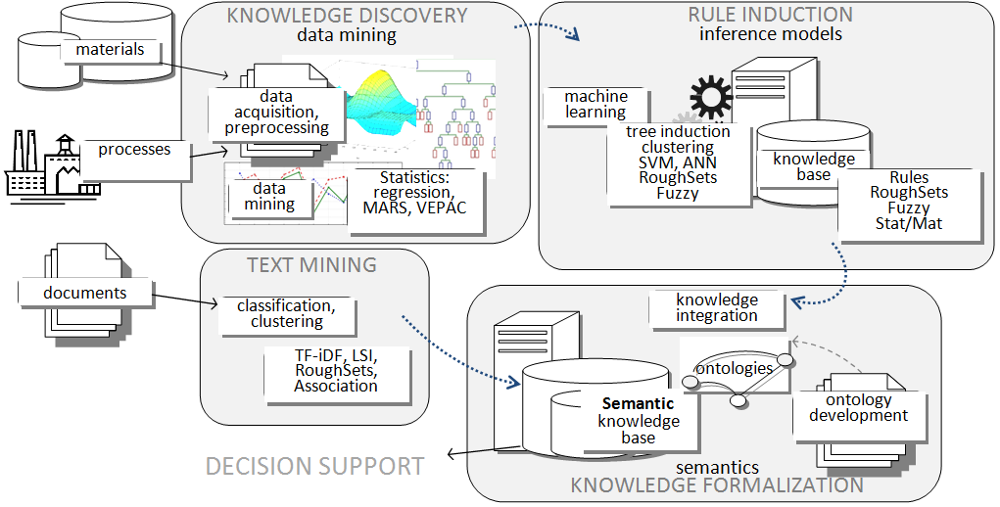 KNOWLEDGE DISCOVERY
data mining
materials
data
acquisition,
preprocessing
processes
data
mining
Statistics:
regression,
MARS, VEPAC
RULE INDUCTION
inference models
machine
learning
tree induction
clustering
SVM, ANN
RoughSets
Fuzzy
knowledge
base
Rules
RoughSets
Fuzzy
Stat/Mat
TEXT MINING
documents
classification,
clustering
TF-iDF, LSI,
RoughSets,
Association
knowledge
integration
ontologies
Semantic
knowledge
base
ontology
development
semantics
KNOWLEDGE FORMALIZATION
DECISION SUPPORT